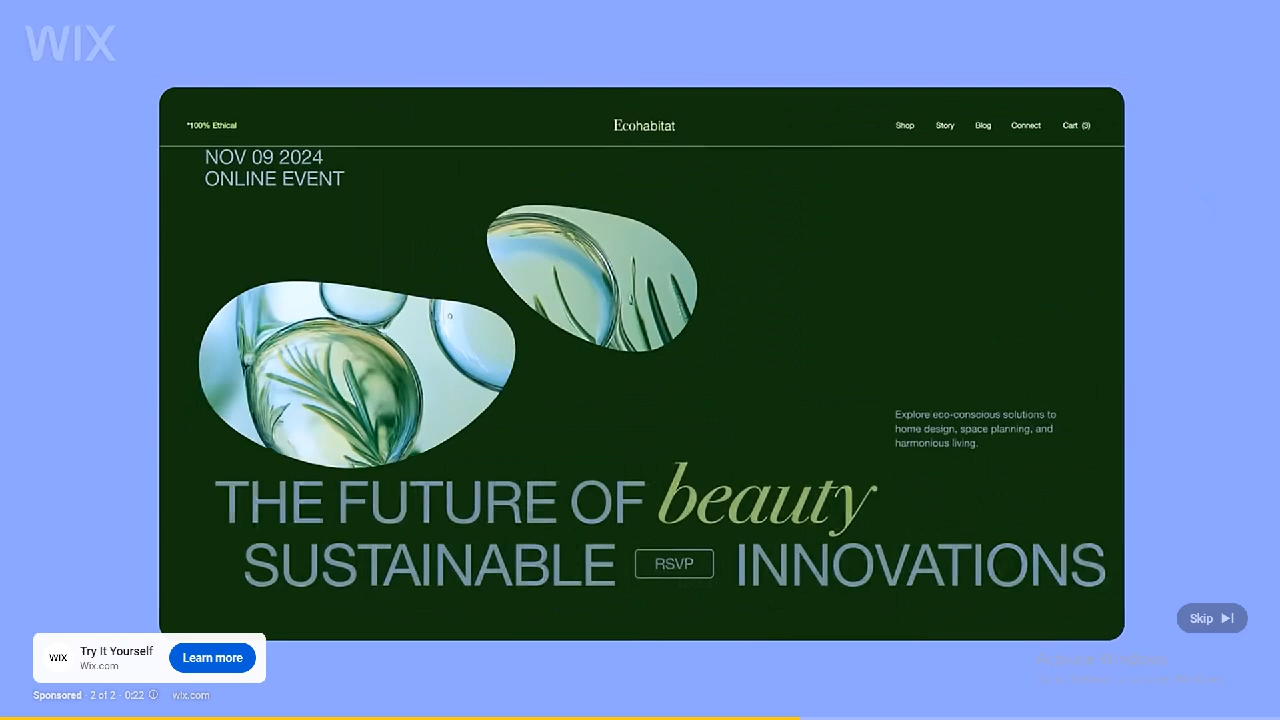 WIX
*100% Ethical
Ecohabitat
Shop Story Blog Connect Cart (3)
NOV 09 2024
ONLINE EVENT
Explore eco-conscious solutions to
home design, space planning, and
harmonious living.
THE FUTURE OF beauty
SUSTAINABLE RSVP INNOVATIONS
Skip
WIX Try It Yourself
Wix.com
Learn more
Sponsored · 2 of 2 · 0:22 wix.com